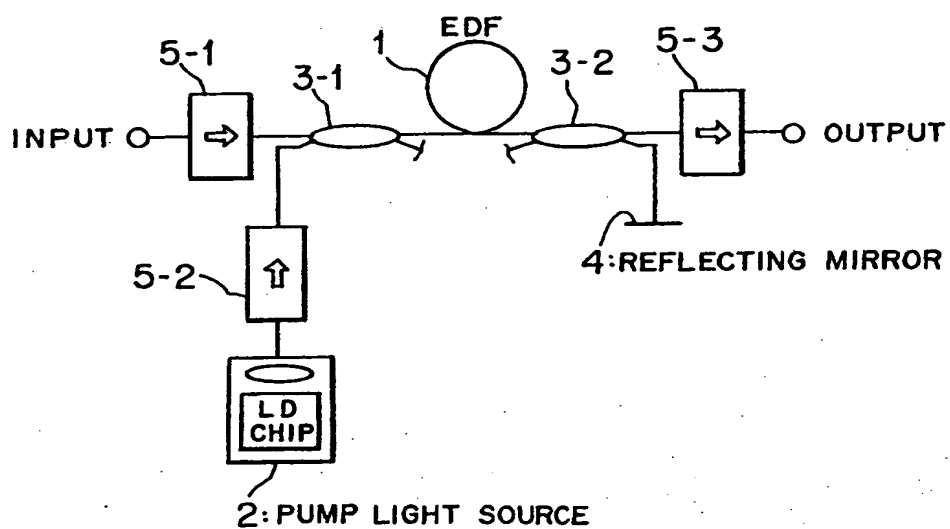 EDF
1
5-1
3-1
3-2
5-3
INPUT
OUTPUT
4:REFLECTING MIRROR
5-2
LD
CHIP
2:PUMP LIGHT SOURCE